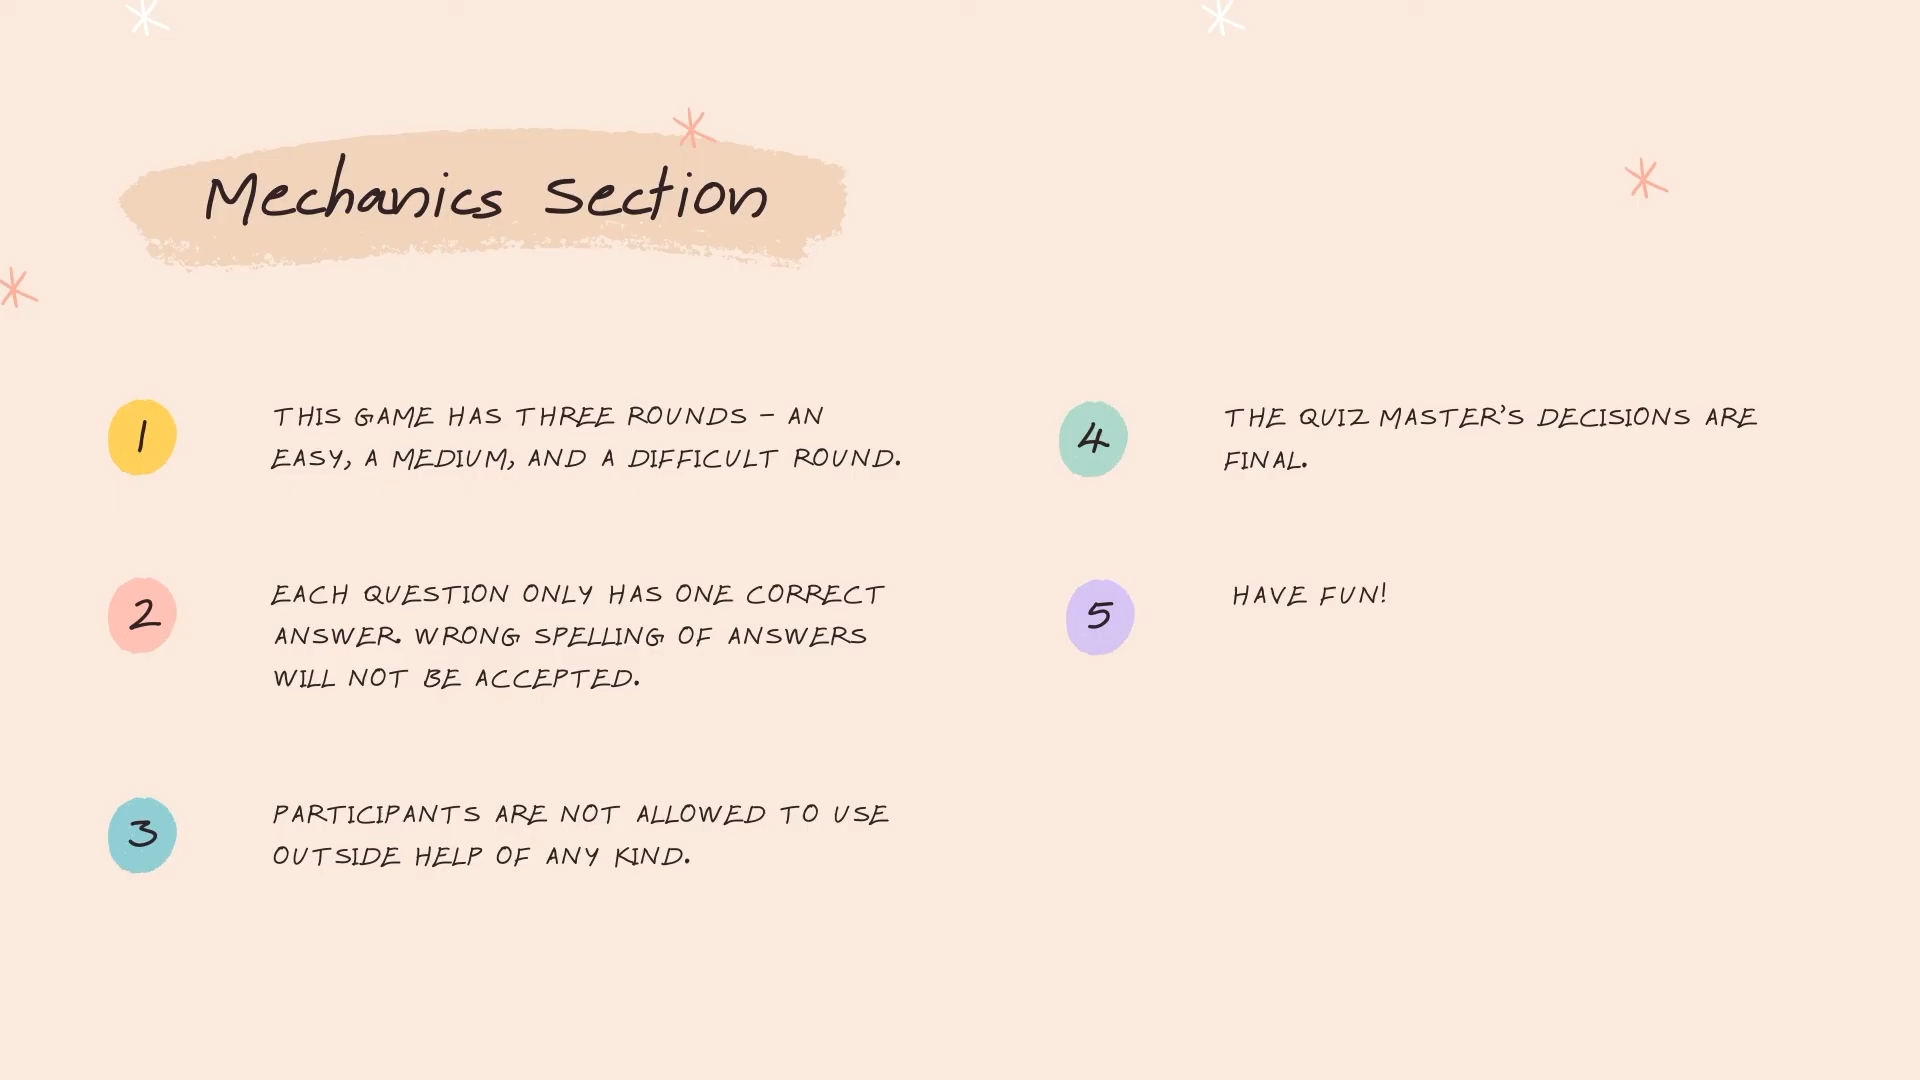 Mechanics Section
1
THIS GAME HAS THREE ROUNDS – AN
EASY, A MEDIUM, AND A DIFFICULT ROUND.
2
EACH QUESTION ONLY HAS ONE CORRECT
ANSWER. WRONG SPELLING OF ANSWERS
WILL NOT BE ACCEPTED.
3
PARTICIPANTS ARE NOT ALLOWED TO USE
OUTSIDE HELP OF ANY KIND.
4
THE QUIZ MASTER'S DECISIONS ARE
FINAL.
5
HAVE FUN!